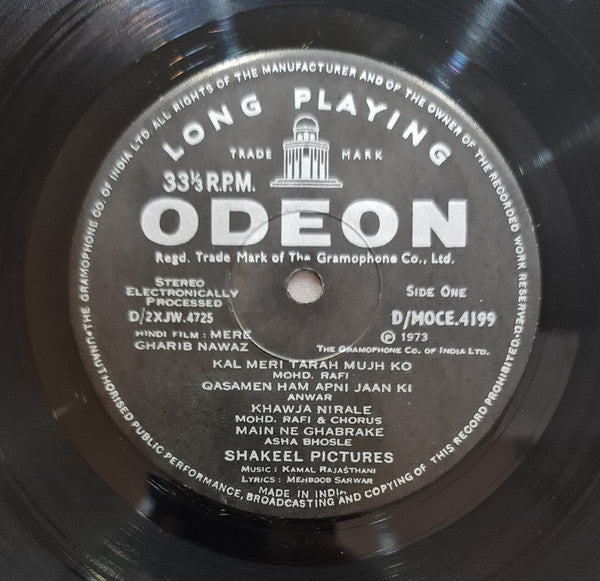 THE GRAMOPHONE CO. OF INDIA LTD. ALL RIGHTS OF THE MANUFACTURER AND OF THE OWNER OF THE RECORDED WORK RESERVED.
UNAUTHORISED PUBLIC PERFORMANCE, BROADCASTING AND COPYING OF THIS RECORD PROHIBITED.
LONG PLAYING
TRADE MARK
33⅓ R.P.M.
ODEON
Regd. Trade Mark of The Gramophone Co., Ltd.
STEREO
ELECTRONICALLY
PROCESSED
D/2XJW.4725
SIDE ONE
D/MOCE.4199
HINDI FILM : MERE
GHARIB NAWAZ
℗ 1973
THE GRAMOPHONE CO. OF INDIA LTD.
KAL MERI TARAH MUJH KO
MOHD. RAFI
QASAMEN HAM APNI JAAN KI
ANWAR
KHAWJA NIRALE
MOHD. RAFI & CHORUS
MAIN NE GHABRAKE
ASHA BHOSLE
SHAKEEL PICTURES
MUSIC : KAMAL RAJASTHANI
LYRICS : MEHBOOB SARWAR
MADE IN INDIA